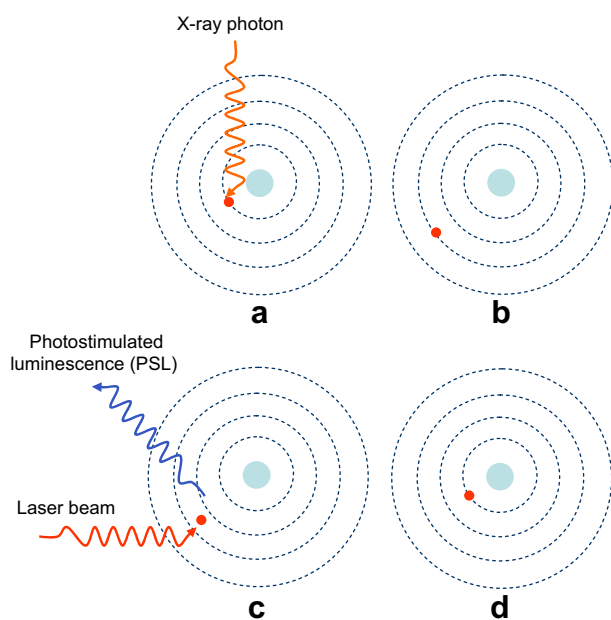 X-ray photon
a
b
Photostimulated
luminescence (PSL)
Laser beam
c
d